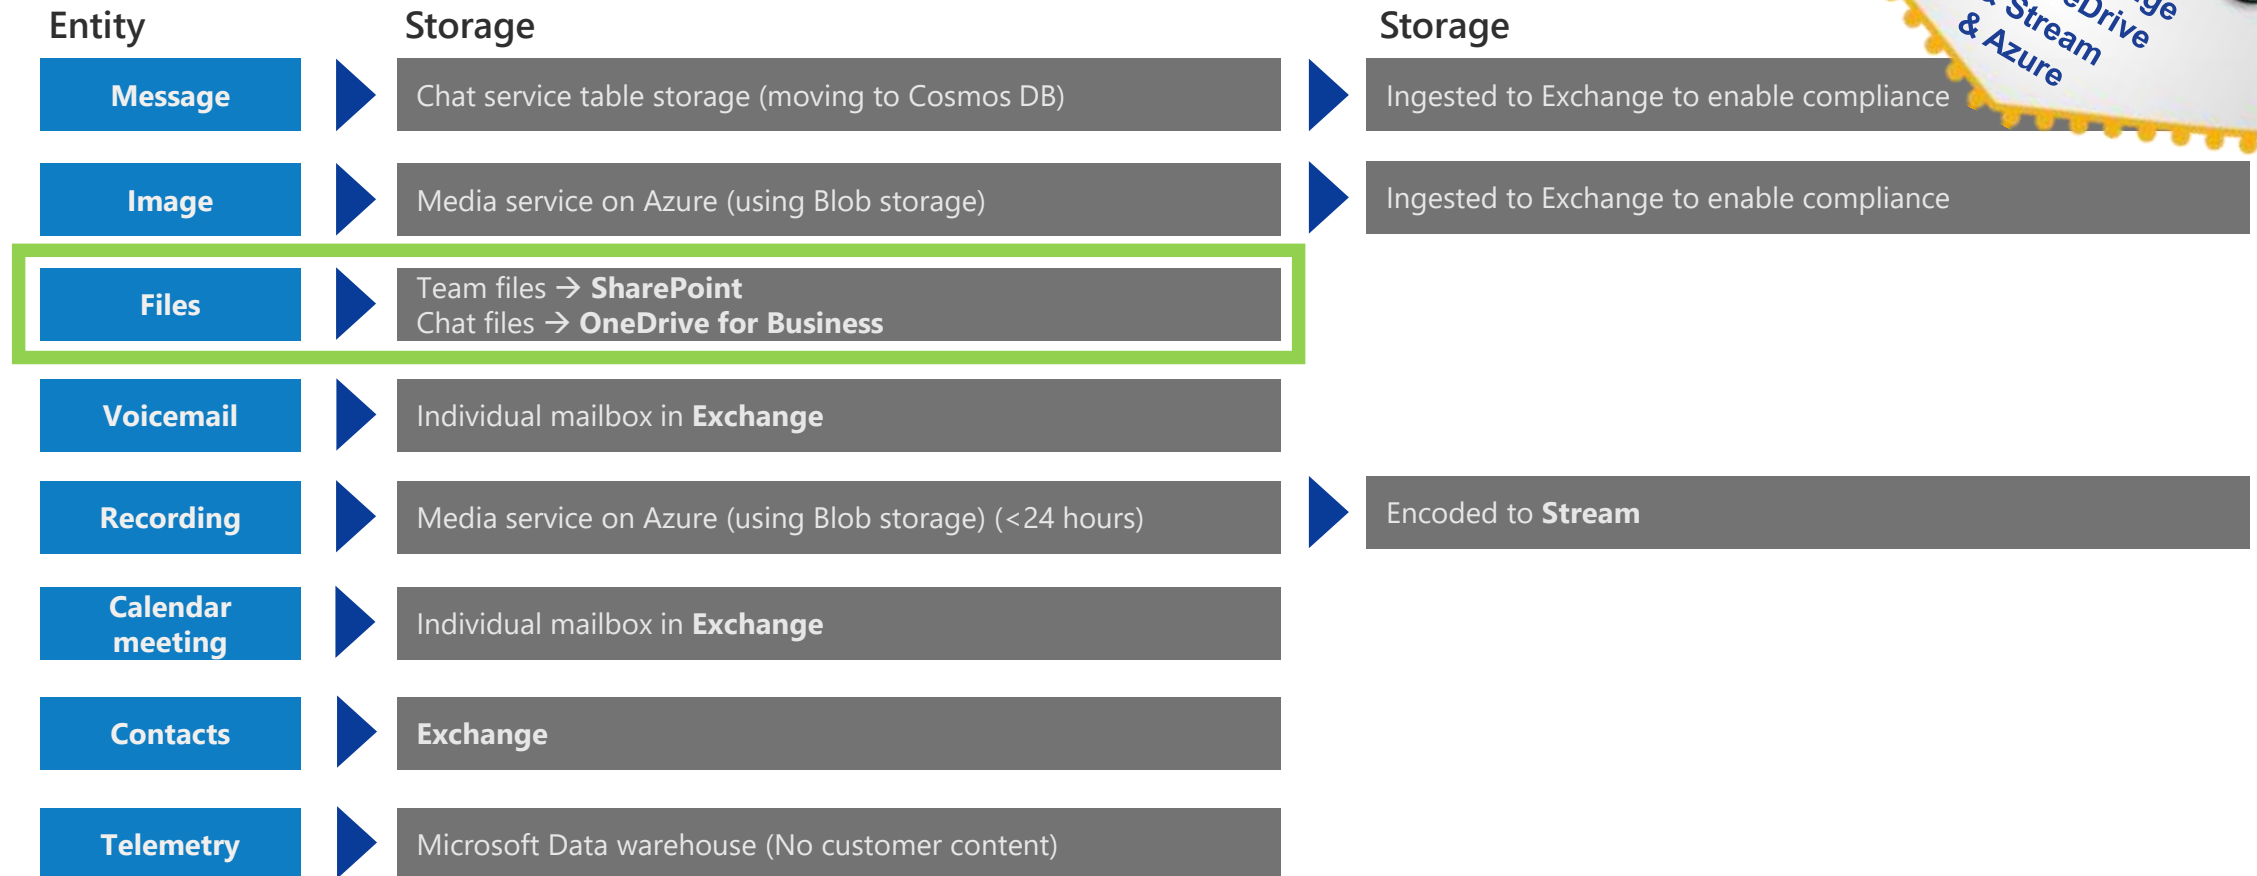 Entity Storage Storage
& Stream
& Azure
Message Chat service table storage (moving to Cosmos DB) Ingested to Exchange to enable compliance
Image Media service on Azure (using Blob storage) Ingested to Exchange to enable compliance
Files
Team files → SharePoint
Chat files → OneDrive for Business
Voicemail Individual mailbox in Exchange
Recording Media service on Azure (using Blob storage) (<24 hours) Encoded to Stream
Calendar
meeting
Individual mailbox in Exchange
Contacts Exchange
Telemetry Microsoft Data warehouse (No customer content)